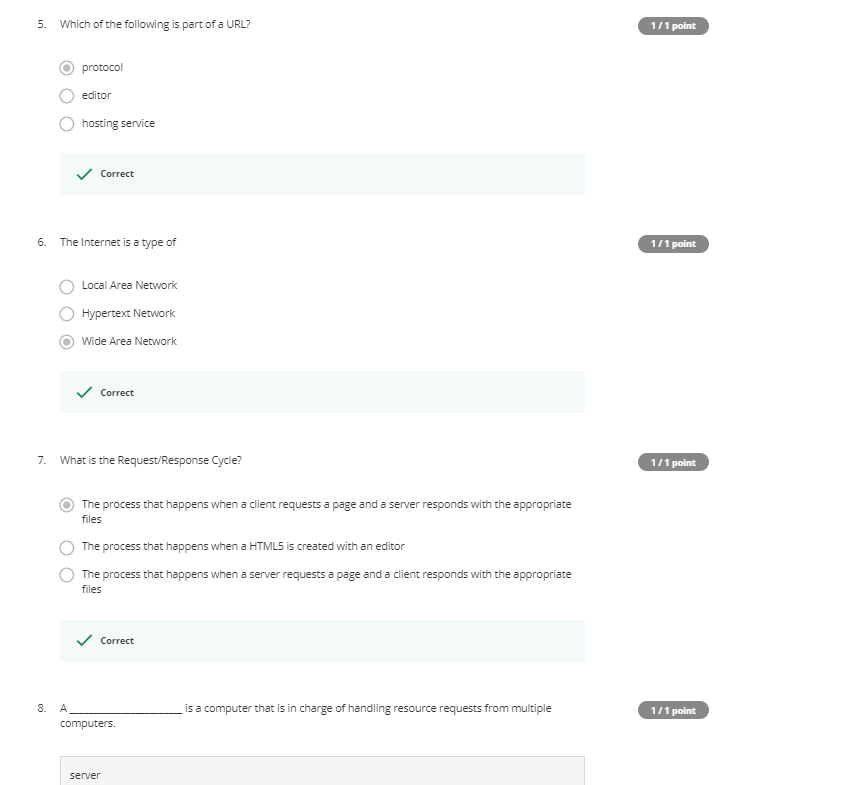 5. Which of the following is part of a URL?
1 / 1 point
protocol
editor
hosting service
Correct
6. The Internet is a type of
1 / 1 point
Local Area Network
Hypertext Network
Wide Area Network
Correct
7. What is the Request/Response Cycle?
1 / 1 point
The process that happens when a client requests a page and a server responds with the appropriate
files
The process that happens when a HTML5 is created with an editor
The process that happens when a server requests a page and a client responds with the appropriate
files
Correct
8. A ______________________ is a computer that is in charge of handling resource requests from multiple
computers.
1 / 1 point
server